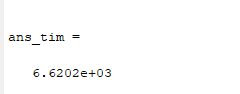 ans_tim =
6.6202e+03